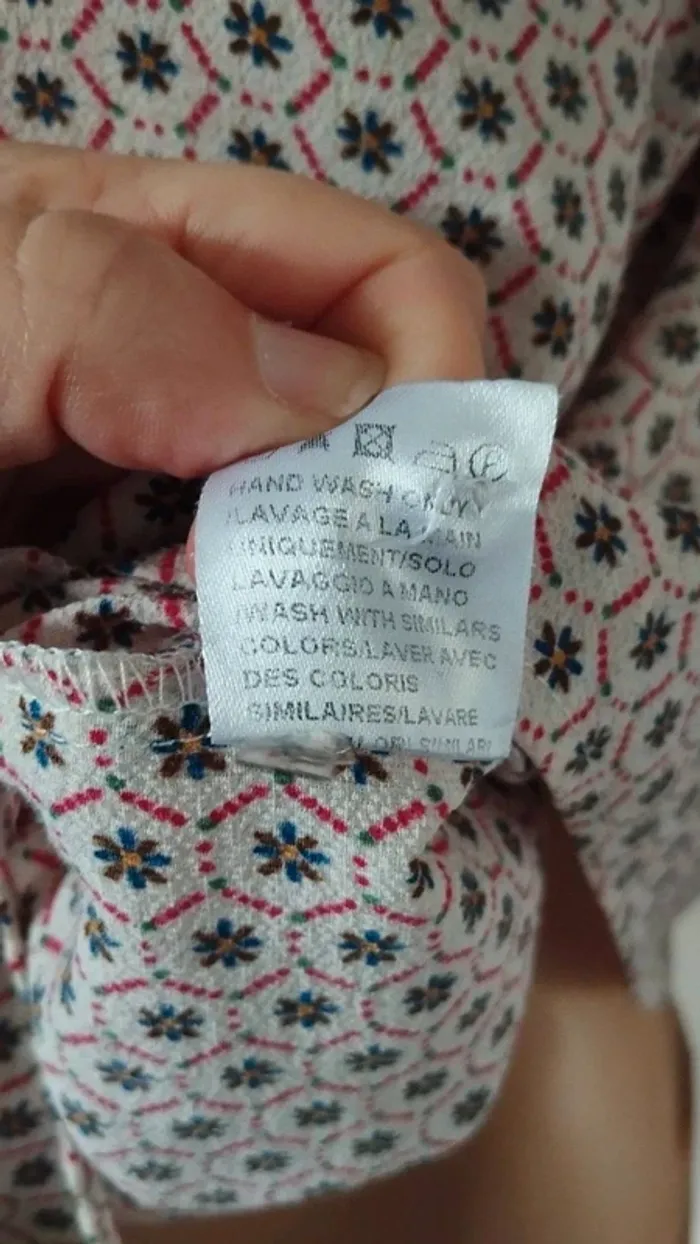 HAND WASH ONLY
/LAVAGE A LA MAIN
UNIQUEMENT/SOLO
LAVAGGIO A MANO
/WASH WITH SIMILARS
COLORS/LAVER AVEC
DES COLORIS
SIMILAIRES/LAVARE